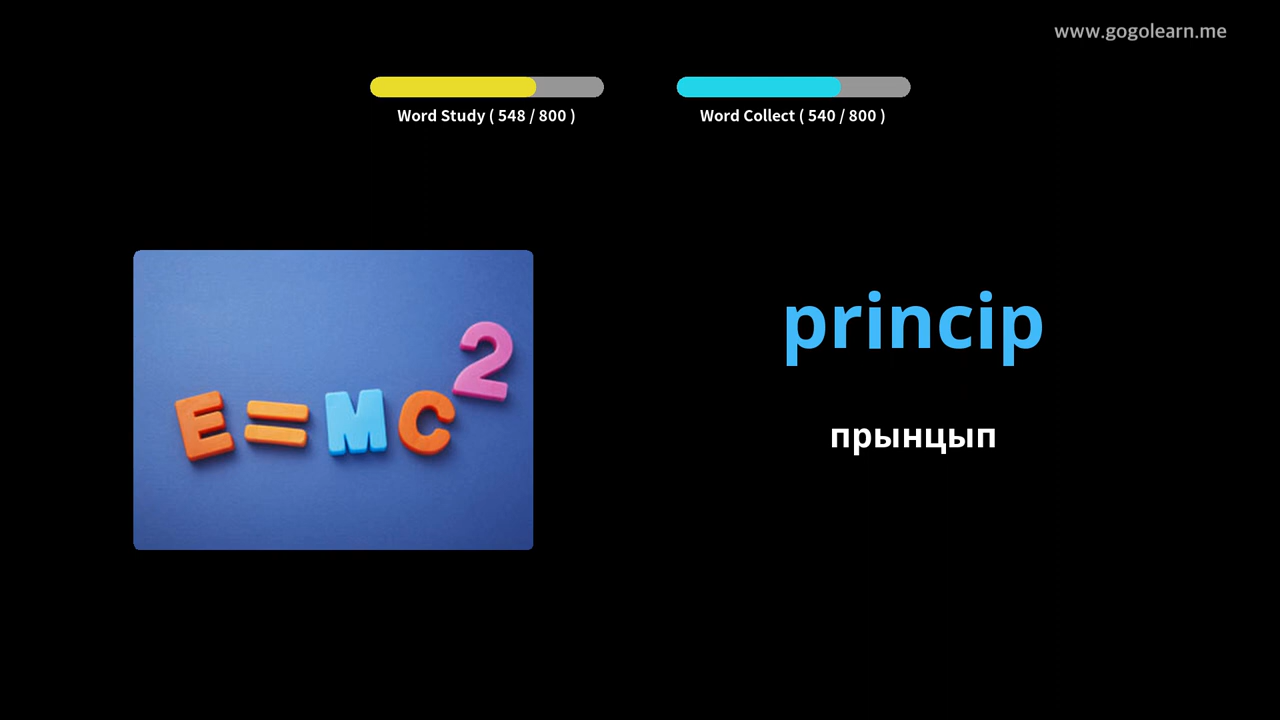 www.gogolearn.me
Word Study ( 548 / 800 )
Word Collect ( 540 / 800 )
E=MC2
princip
прынцып